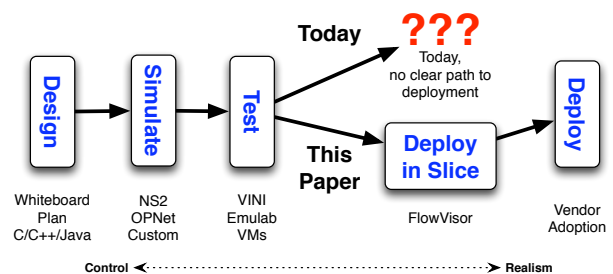 Today
???
Today,
no clear path to
deployment
Design
Simulate
Test
This
Paper
Deploy
in Slice
Deploy
Whiteboard
Plan
C/C++/Java
NS2
OPNet
Custom
VINI
Emulab
VMs
FlowVisor
Vendor
Adoption
Control
Realism